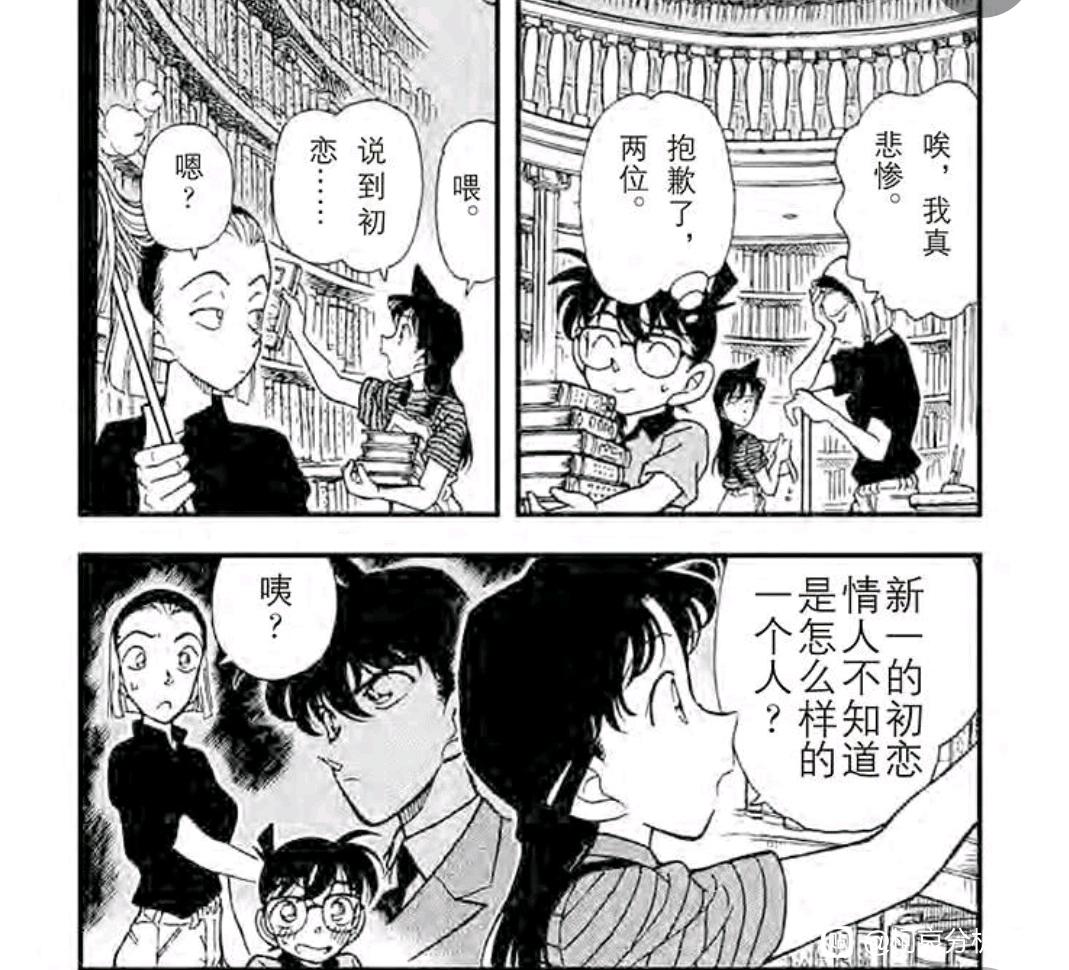 唉，我真
悲惨。
抱歉了，
两位。
喂。
说到初
恋……
嗯？
新一的初恋
情人不知道
是怎么样的
一个人？
咦？